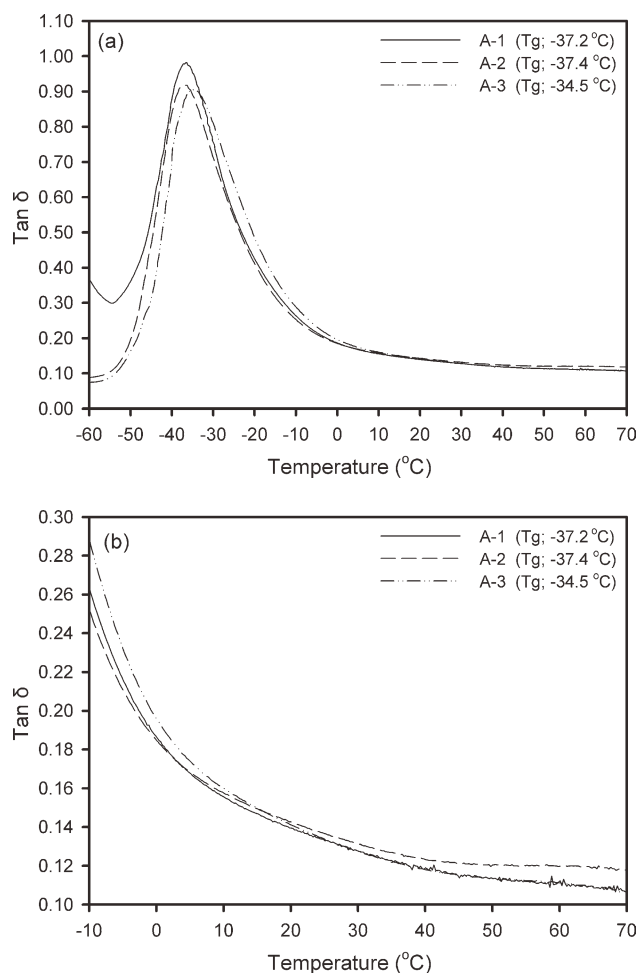 (a)
A-1 (Tg; -37.2 °C)
A-2 (Tg; -37.4 °C)
A-3 (Tg; -34.5 °C)
1.10
1.00
0.90
0.80
0.70
0.60
0.50
0.40
0.30
0.20
0.10
0.00
Tan δ
-60 -50 -40 -30 -20 -10 0 10 20 30 40 50 60 70
Temperature (°C)
(b)
A-1 (Tg; -37.2 °C)
A-2 (Tg; -37.4 °C)
A-3 (Tg; -34.5 °C)
0.30
0.28
0.26
0.24
0.22
0.20
0.18
0.16
0.14
0.12
0.10
Tan δ
-10 0 10 20 30 40 50 60 70
Temperature (°C)